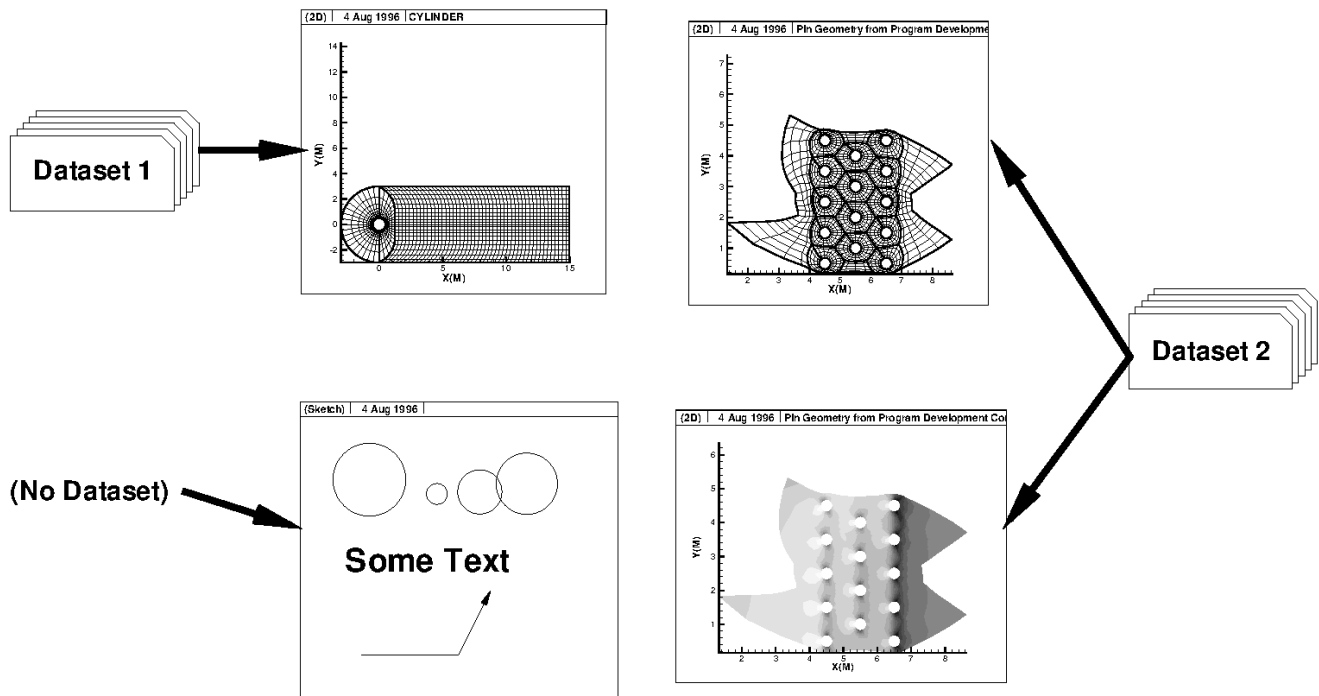 (2D) 4 Aug 1996 CYLINDER
14
12
10
8
6
4
2
0
-2
Y(M)
0 5 10 15
X(M)
Dataset 1
(2D) 4 Aug 1996 Pin Geometry from Program Developme
7
6
5
4
3
2
1
Y(M)
2 3 4 5 6 7 8
X(M)
Dataset 2
(No Dataset)
(Sketch) 4 Aug 1996
Some Text
(2D) 4 Aug 1996 Pin Geometry from Program Development Co
6
5
4
3
2
1
Y(M)
2 3 4 5 6 7 8
X(M)